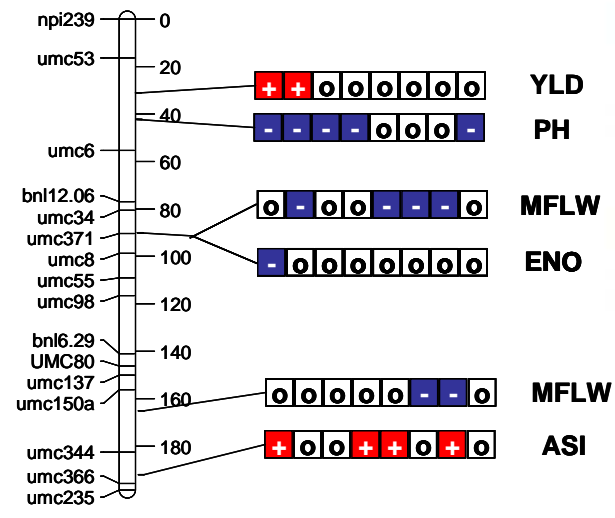 npi239 0
umc53
20
+ + o o o o o o YLD
40
- - - - o o o - PH
umc6
60
bnl12.06
80
o - o o - - - o MFLW
umc34
umc371
umc8 100
- o o o o o o o ENO
umc55
umc98
120
bnl6.29
140
UMC80
umc137
o o o o o - - o MFLW
umc150a 160
+ o o + + o + o ASI
umc344 180
umc366
umc235